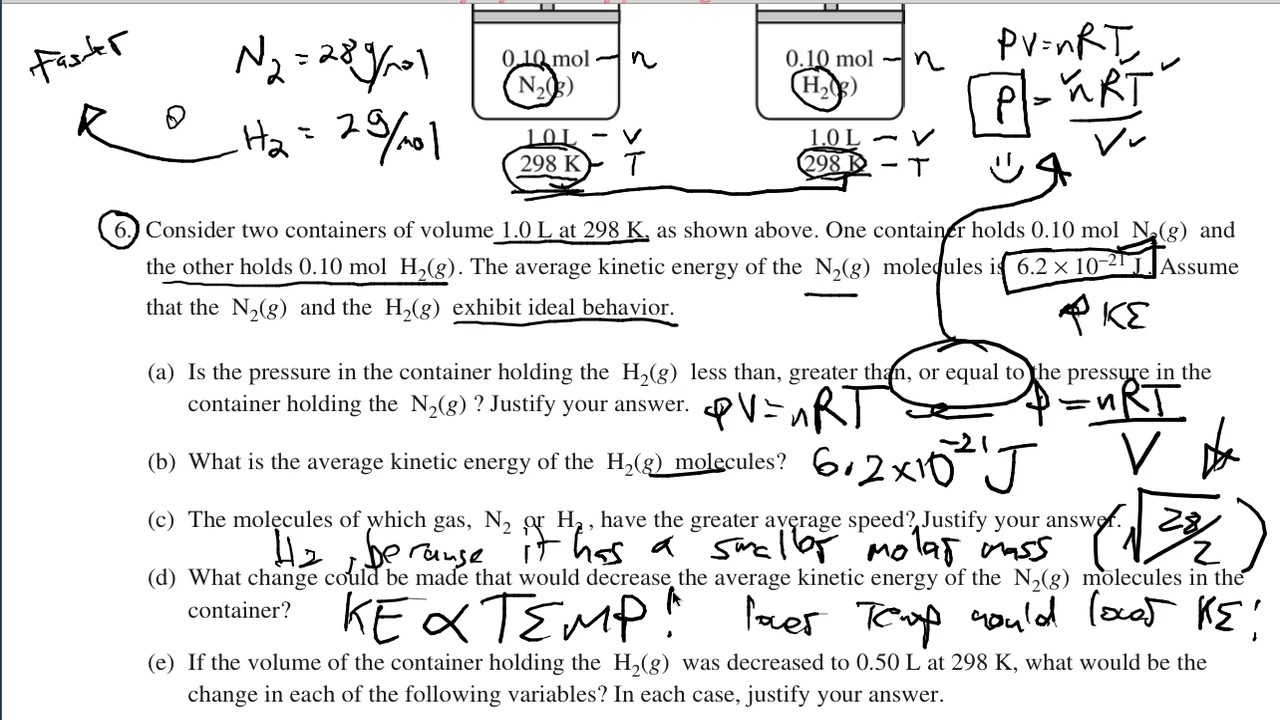 Faster
N₂ = 28g/mol
H₂ = 2g/mol
0.10 mol – n
N₂(g)
1.0 L – V
298 K – T
0.10 mol – n
H₂(g)
1.0 L – V
298 K – T
PV=nRT
P = nRT/V
6. Consider two containers of volume 1.0 L at 298 K, as shown above. One container holds 0.10 mol N₂(g) and
the other holds 0.10 mol H₂(g). The average kinetic energy of the N₂(g) molecules is 6.2 × 10⁻²¹ J. Assume
that the N₂(g) and the H₂(g) exhibit ideal behavior.
KE
(a) Is the pressure in the container holding the H₂(g) less than, greater than, or equal to the pressure in the
container holding the N₂(g) ? Justify your answer. PV=nRT P=nRT/V
(b) What is the average kinetic energy of the H₂(g) molecules? 6.2×10⁻²¹ J
(c) The molecules of which gas, N₂ or H₂, have the greater average speed? Justify your answer.
H₂, because it has a smaller molar mass (√28/2)
(d) What change could be made that would decrease the average kinetic energy of the N₂(g) molecules in the
container? KE ∝ TEMP! lower Temp would lower KE!
(e) If the volume of the container holding the H₂(g) was decreased to 0.50 L at 298 K, what would be the
change in each of the following variables? In each case, justify your answer.